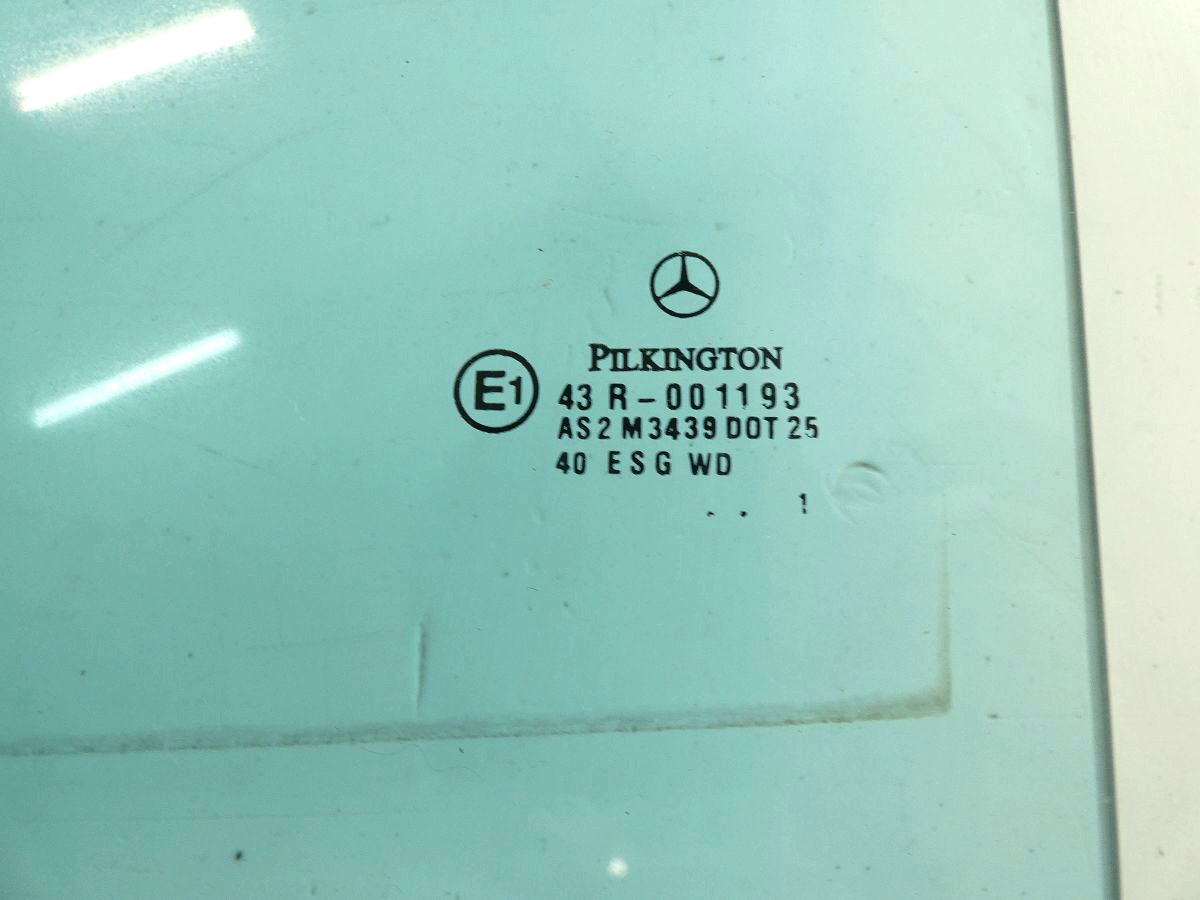 PILKINGTON
E1
43 R-001193
AS2 M3439 DOT 25
40 ESG WD
. . 1